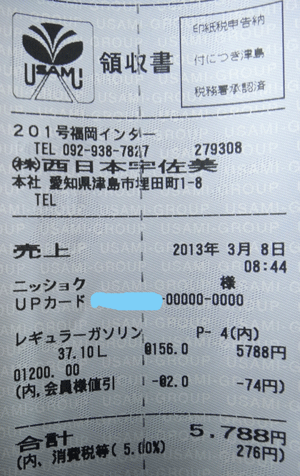 USAMI
領収書
印紙税申告納
付につき津島
税務署承認済
201号福岡インター
TEL 092-938-7827 279308
(株)西日本宇佐美
本社 愛知県津島市埋田町1-8
TEL
売上 2013年 3月 8日
08:44
ニッショク 様
UPカード -00000-0000
レギュラーガソリン P- 4(内)
37.10L @156.0 5788円
01200. 00
(内,会員様値引 -@2.0 -74円)
合計 5.788円
(内、消費税等( 5.00%) 276円)